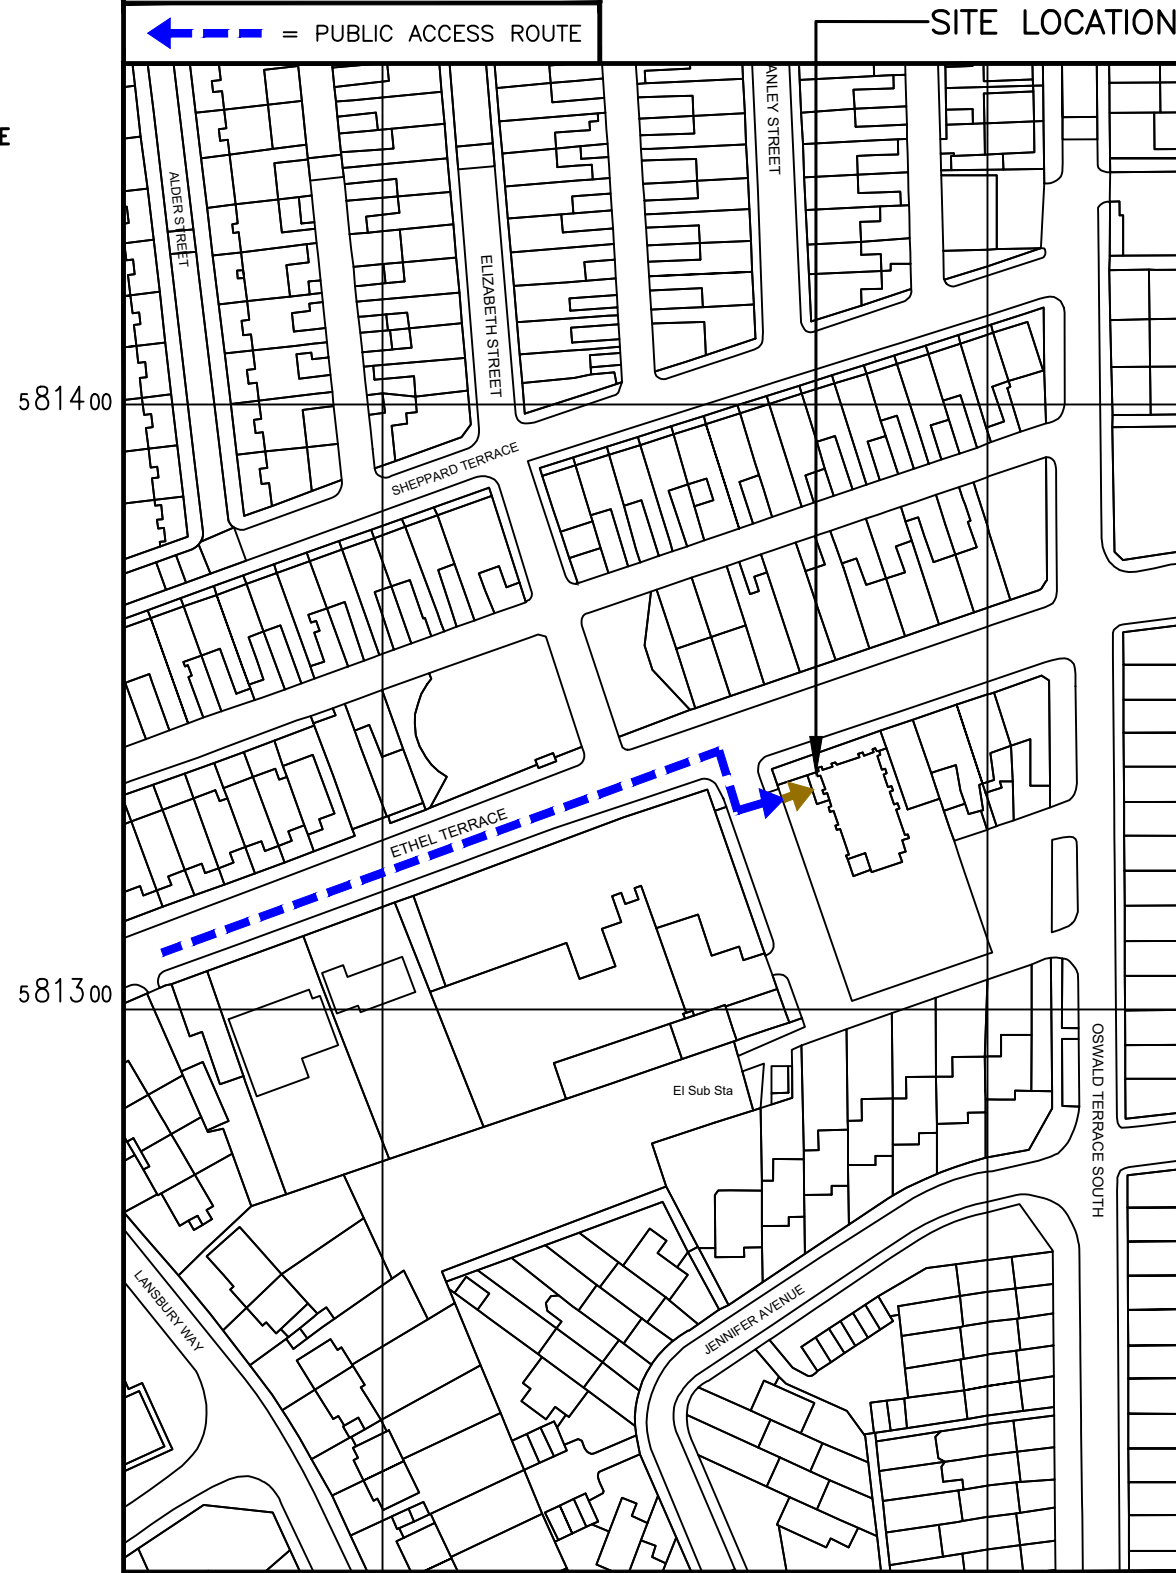 = PUBLIC ACCESS ROUTE
SITE LOCATION
E
ANLEY STREET
ALDER STREET
ELIZABETH STREET
581400
SHEPPARD TERRACE
ETHEL TERRACE
581300
El Sub Sta
OSWALD TERRACE SOUTH
LANSBURY WAY
JENNIFER AVENUE